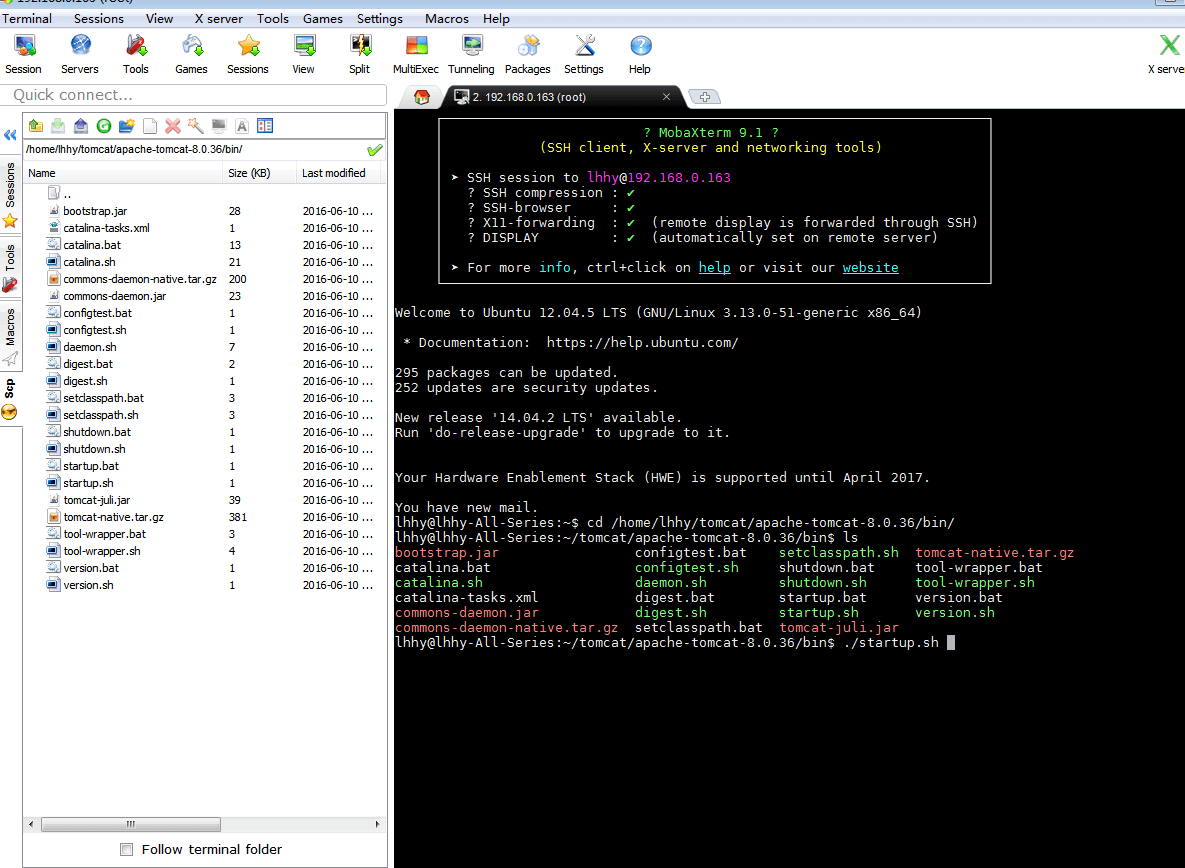 Terminal Sessions View X server Tools Games Settings Macros Help
Session Servers Tools Games Sessions View Split MultiExec Tunneling Packages Settings Help X serve
Quick connect...
2. 192.168.0.163 (root)
/home/lhhy/tomcat/apache-tomcat-8.0.36/bin/
Sessions
Tools
Macros
Scp
Name Size (KB) Last modified
..
bootstrap.jar 28 2016-06-10 ...
catalina-tasks.xml 1 2016-06-10 ...
catalina.bat 13 2016-06-10 ...
catalina.sh 21 2016-06-10 ...
commons-daemon-native.tar.gz 200 2016-06-10 ...
commons-daemon.jar 23 2016-06-10 ...
configtest.bat 1 2016-06-10 ...
configtest.sh 1 2016-06-10 ...
daemon.sh 7 2016-06-10 ...
digest.bat 2 2016-06-10 ...
digest.sh 1 2016-06-10 ...
setclasspath.bat 3 2016-06-10 ...
setclasspath.sh 3 2016-06-10 ...
shutdown.bat 1 2016-06-10 ...
shutdown.sh 1 2016-06-10 ...
startup.bat 1 2016-06-10 ...
startup.sh 1 2016-06-10 ...
tomcat-juli.jar 39 2016-06-10 ...
tomcat-native.tar.gz 381 2016-06-10 ...
tool-wrapper.bat 3 2016-06-10 ...
tool-wrapper.sh 4 2016-06-10 ...
version.bat 1 2016-06-10 ...
version.sh 1 2016-06-10 ...
Follow terminal folder
? MobaXterm 9.1 ?
(SSH client, X-server and networking tools)
➤ SSH session to lhhy@192.168.0.163
? SSH compression : ✔
? SSH-browser : ✔
? X11-forwarding : ✔ (remote display is forwarded through SSH)
? DISPLAY : ✔ (automatically set on remote server)
➤ For more info, ctrl+click on help or visit our website
Welcome to Ubuntu 12.04.5 LTS (GNU/Linux 3.13.0-51-generic x86_64)
* Documentation: https://help.ubuntu.com/
295 packages can be updated.
252 updates are security updates.
New release '14.04.2 LTS' available.
Run 'do-release-upgrade' to upgrade to it.
Your Hardware Enablement Stack (HWE) is supported until April 2017.
You have new mail.
lhhy@lhhy-All-Series:~$ cd /home/lhhy/tomcat/apache-tomcat-8.0.36/bin/
lhhy@lhhy-All-Series:~/tomcat/apache-tomcat-8.0.36/bin$ ls
bootstrap.jar configtest.bat setclasspath.sh tomcat-native.tar.gz
catalina.bat configtest.sh shutdown.bat tool-wrapper.bat
catalina.sh daemon.sh shutdown.sh tool-wrapper.sh
catalina-tasks.xml digest.bat startup.bat version.bat
commons-daemon.jar digest.sh startup.sh version.sh
commons-daemon-native.tar.gz setclasspath.bat tomcat-juli.jar
lhhy@lhhy-All-Series:~/tomcat/apache-tomcat-8.0.36/bin$ ./startup.sh